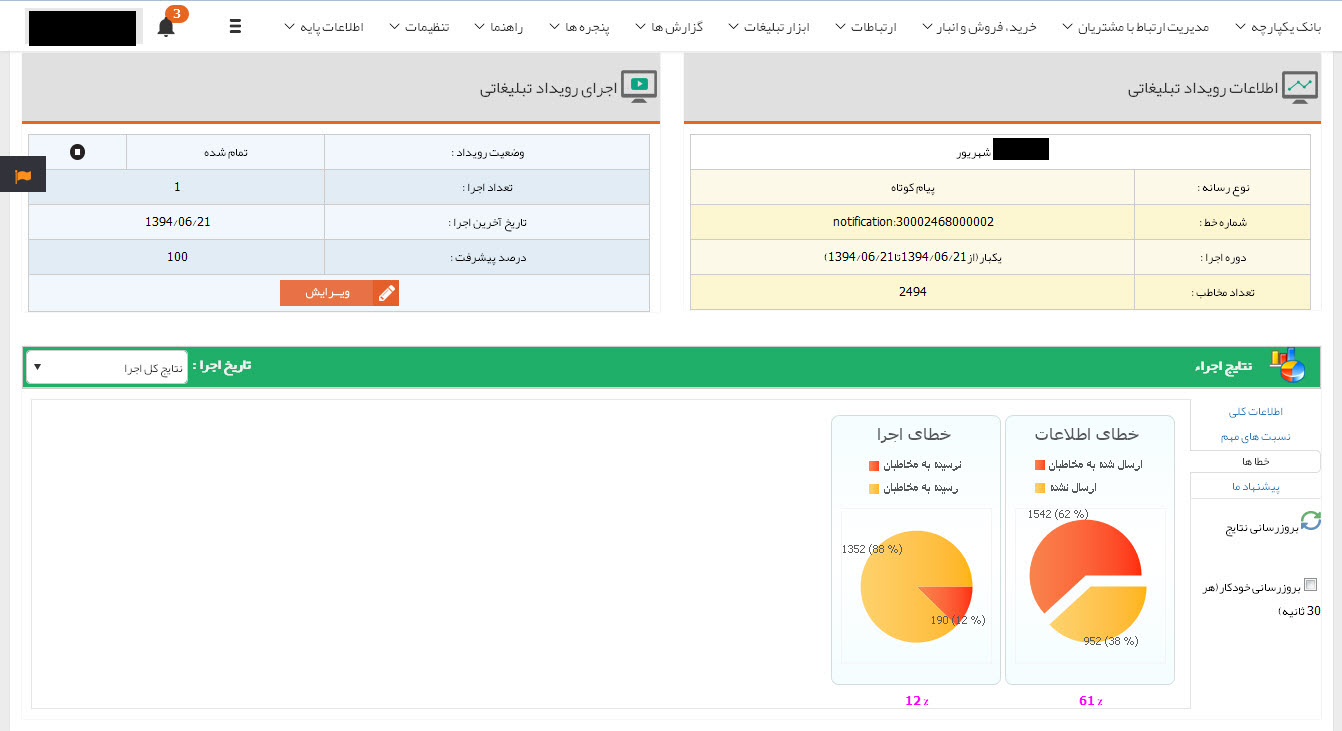 بانک یکپارچه
مدیریت ارتباط با مشتریان
خرید، فروش و انبار
ارتباطات
ابزار تبلیغات
گزارش ها
پنجره ها
راهنما
تنظیمات
اطلاعات پایه
3
اطلاعات رویداد تبلیغاتی
شهریور
نوع رسانه : پیام کوتاه
شماره خط : notification:30002468000002
دوره اجرا : یکبار(از 1394/06/21 تا 1394/06/21)
تعداد مخاطب : 2494
اجرای رویداد تبلیغاتی
وضعیت رویداد : تمام شده
تعداد اجرا : 1
تاریخ آخرین اجرا : 1394/06/21
درصد پیشرفت : 100
ویـرایش
نتایج اجراء
تاریخ اجرا : نتایج کل اجرا
اطلاعات کلی
نسبت های مهم
خطا ها
پیشنهاد ما
بروزرسانی نتایج
بروزرسانی خودکار(هر
30 ثانیه)
خطای اطلاعات
ارسال شده به مخاطبان
ارسال نشده
1542 (62 %)
952 (38 %)
61 %
خطای اجرا
نرسیده به مخاطبان
رسیده به مخاطبان
1352 (88 %)
190 (12 %)
12 %